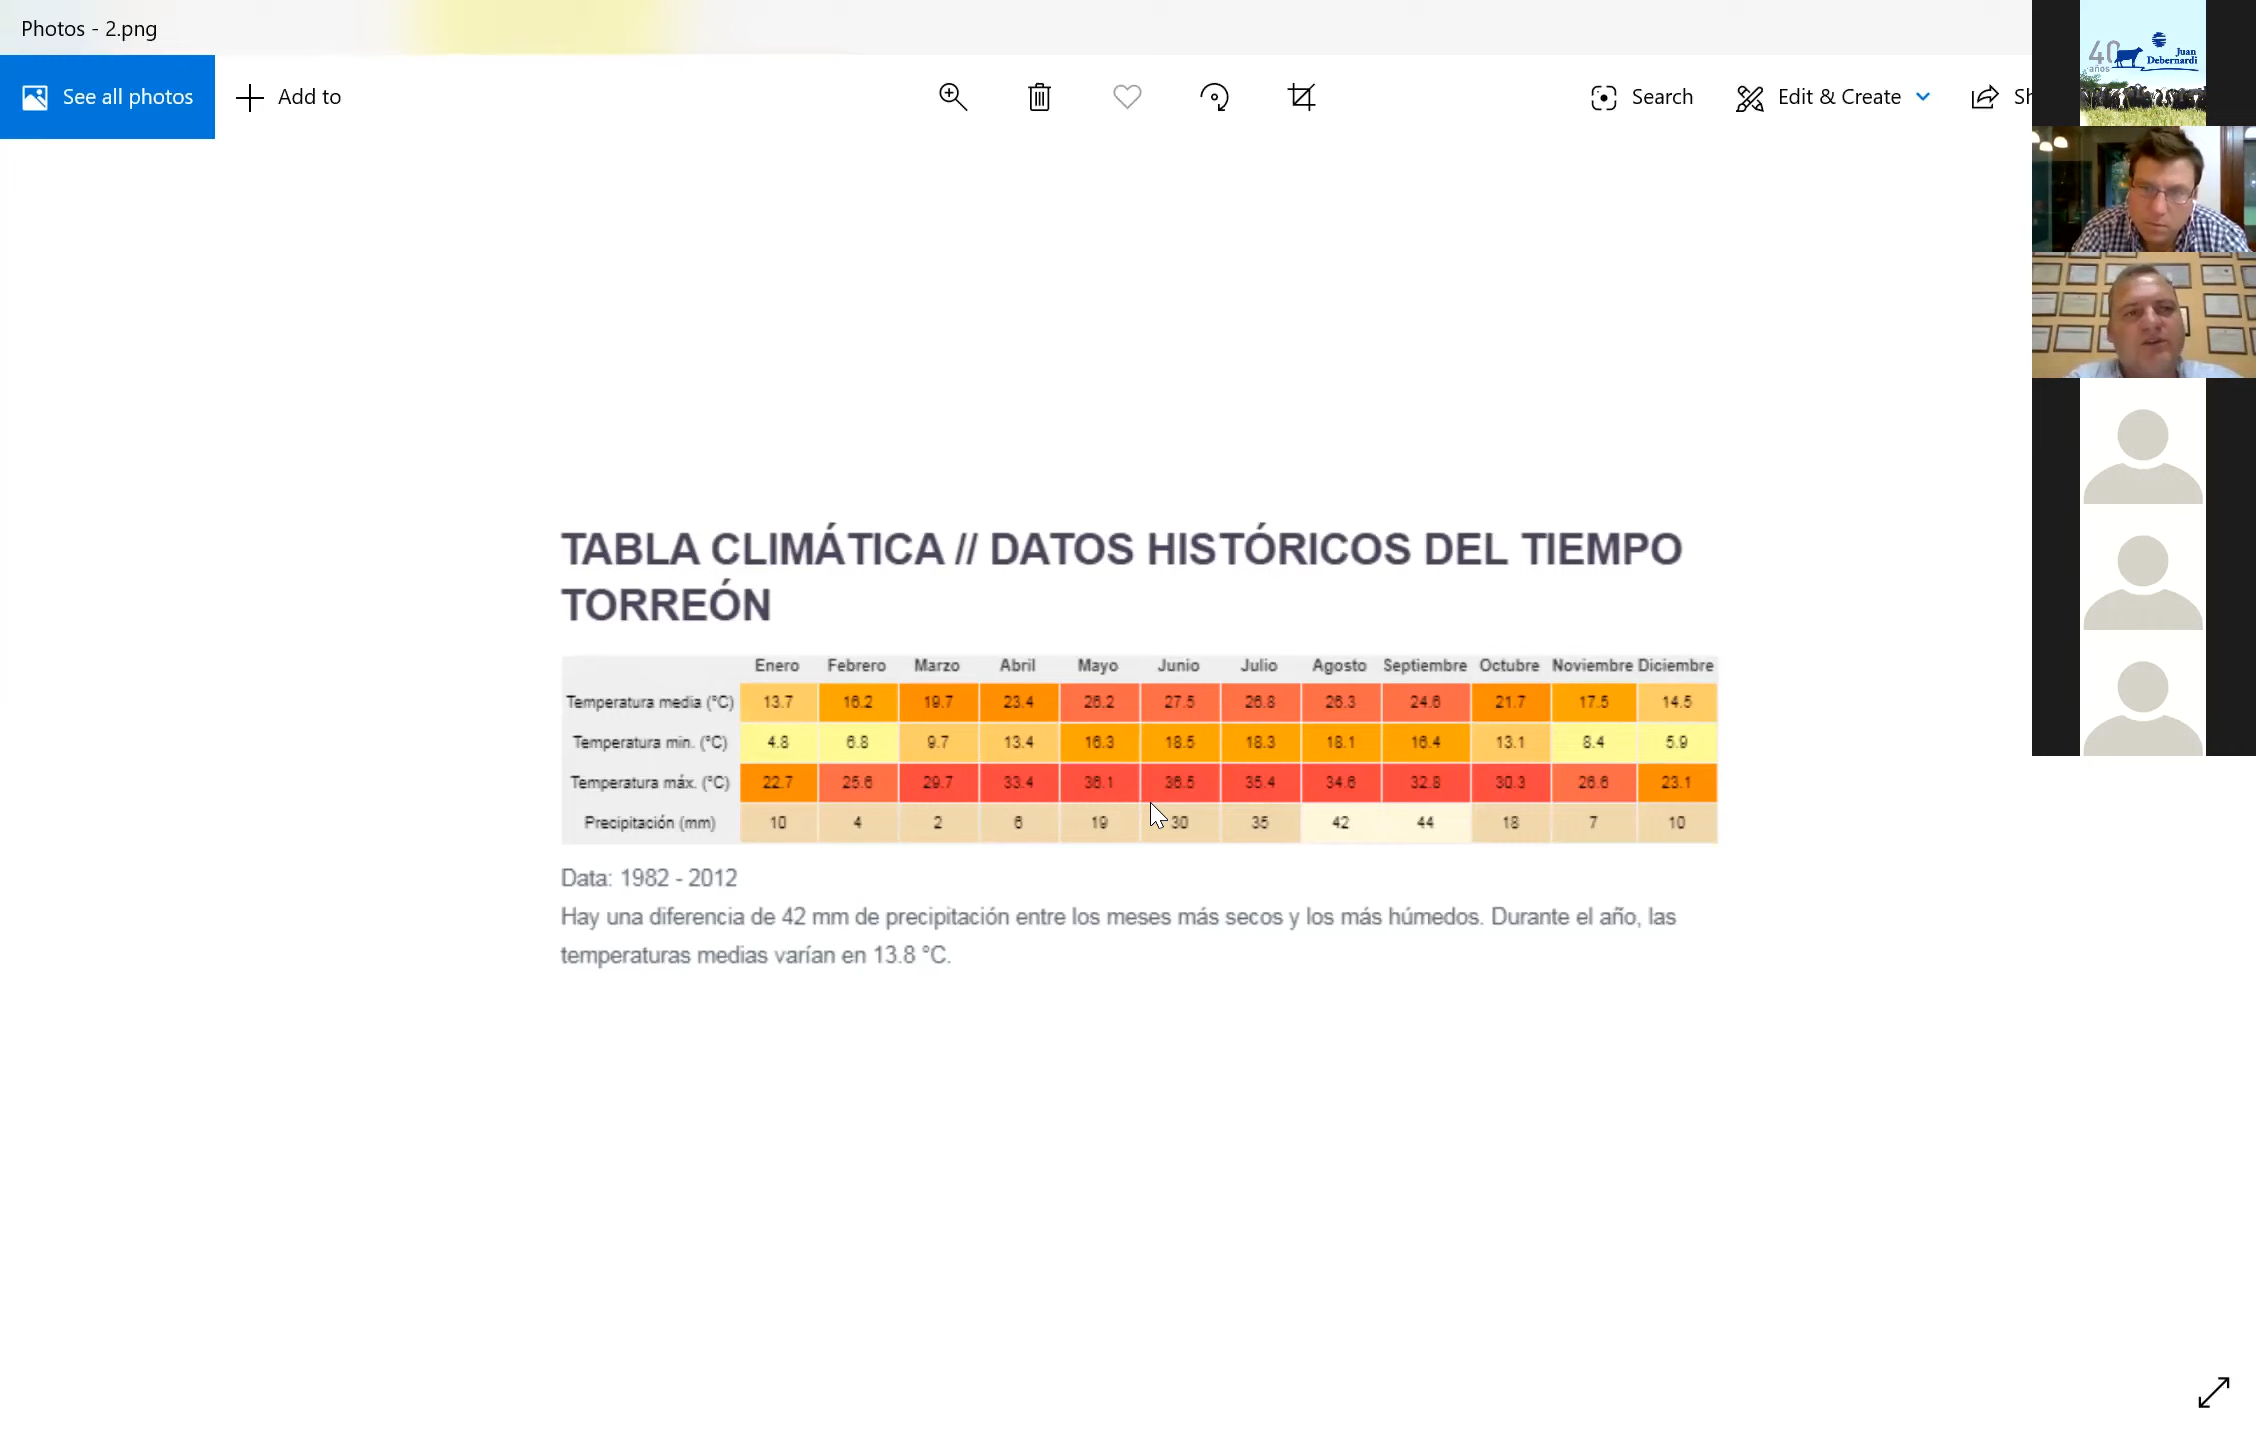 Photos - 2.png
See all photos
Add to
Search
Edit & Create
Sh
40
años
Juan
Debernardi
TABLA CLIMÁTICA // DATOS HISTÓRICOS DEL TIEMPO
TORREÓN
Enero Febrero Marzo Abril Mayo Junio Julio Agosto Septiembre Octubre Noviembre Diciembre
Temperatura media (°C) 13.7 16.2 19.7 23.4 26.2 27.5 26.8 26.3 24.6 21.7 17.5 14.5
Temperatura min. (°C) 4.8 6.8 9.7 13.4 16.3 18.5 18.3 18.1 16.4 13.1 8.4 5.9
Temperatura máx. (°C) 22.7 25.6 29.7 33.4 36.1 36.5 35.4 34.6 32.8 30.3 26.6 23.1
Precipitación (mm) 10 4 2 6 19 30 35 42 44 18 7 10
Data: 1982 - 2012
Hay una diferencia de 42 mm de precipitación entre los meses más secos y los más húmedos. Durante el año, las
temperaturas medias varían en 13.8 °C.